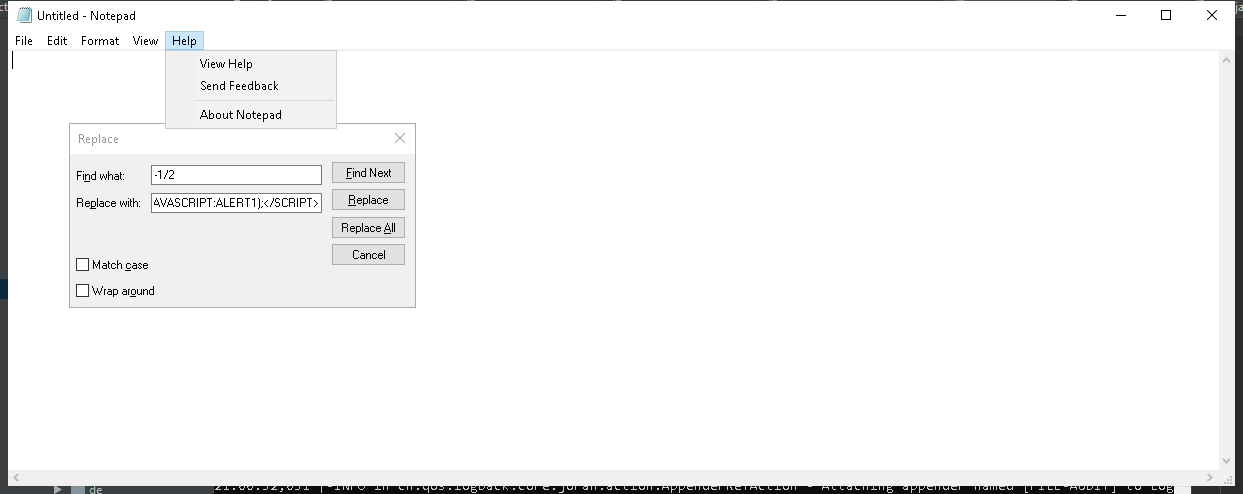 Untitled - Notepad
File Edit Format View Help
View Help
Send Feedback
About Notepad
Replace
Find what: -1/2 Find Next
Replace with: AVASCRIPT:ALERT1);</SCRIPT> Replace
Replace All
Cancel
Match case
Wrap around
de 21:00:52,651 |-INFO in ch.qos.logback.core.joran.action.AppenderRefAction - Attaching appender named [FILE-AUDIT] to Log